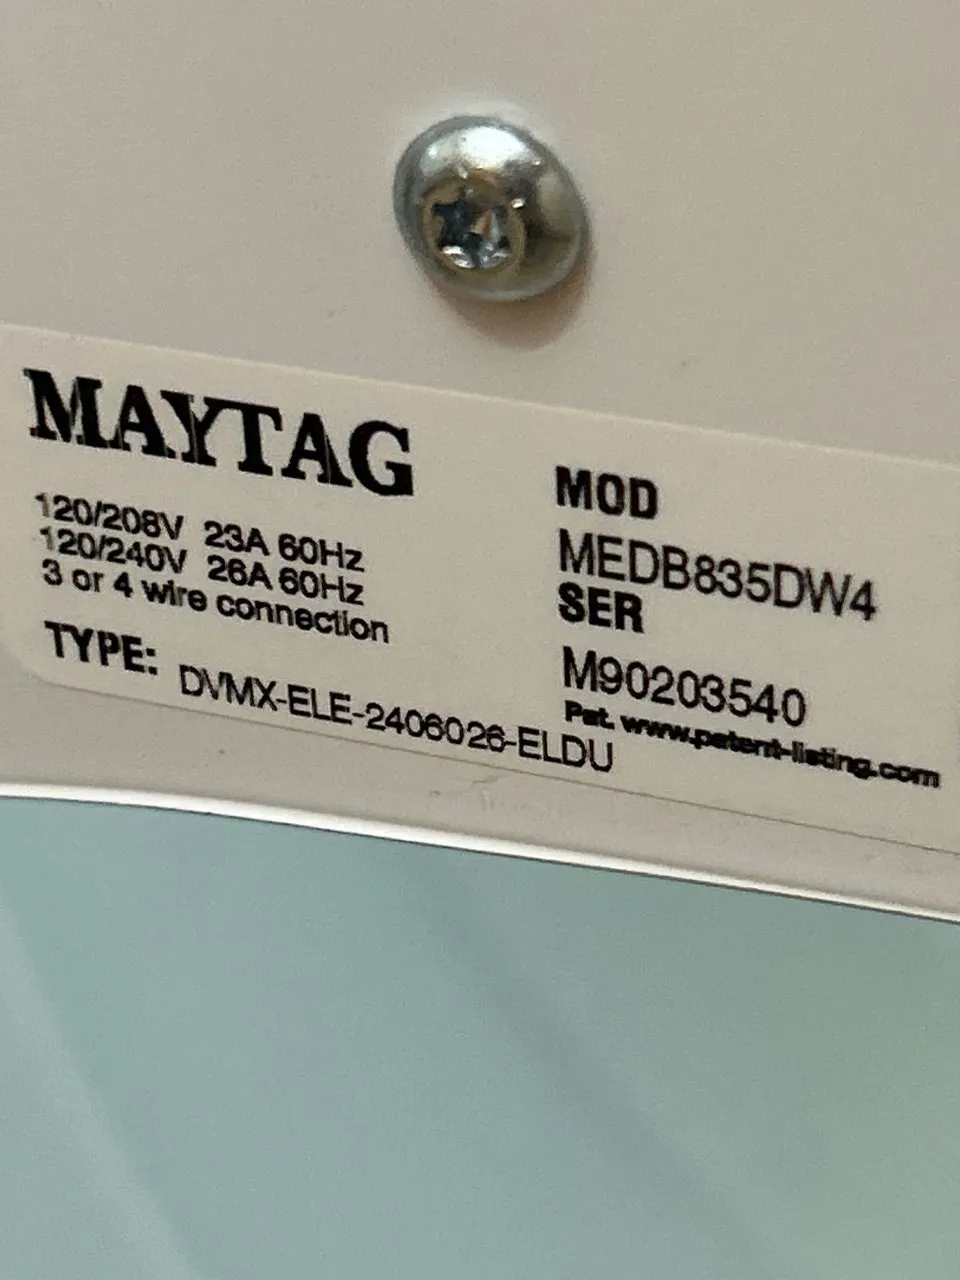 MAYTAG
120/208V 23A 60Hz
120/240V 26A 60Hz
3 or 4 wire connection
TYPE: DVMX-ELE-2406026-ELDU
MOD
MEDB835DW4
SER
M90203540
Pat. www.patent-listing.com